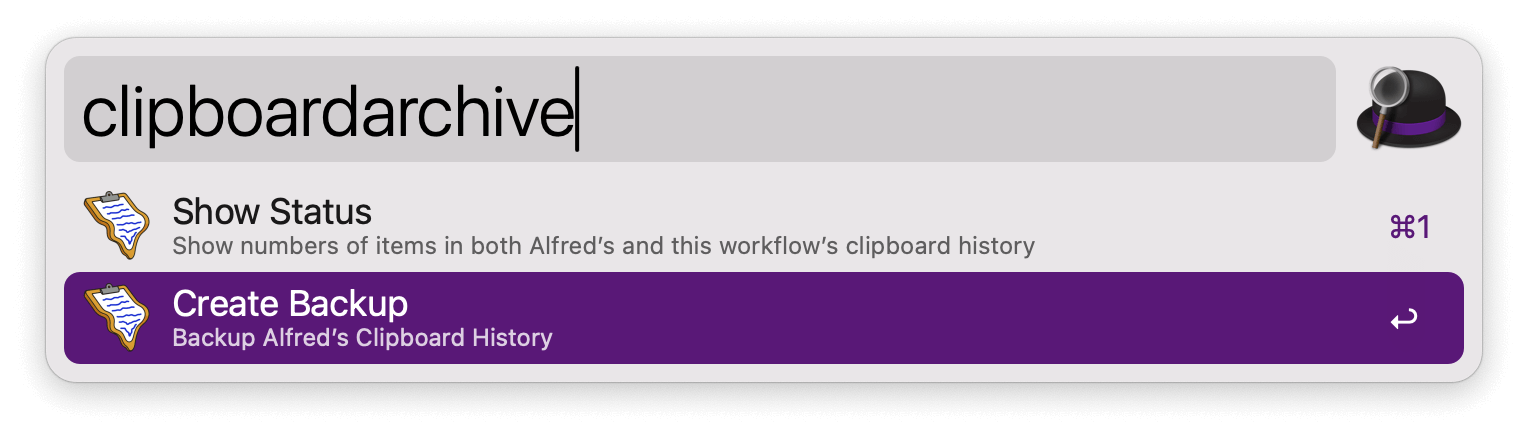 clipboardarchive
Show Status
Show numbers of items in both Alfred’s and this workflow’s clipboard history
⌘1
Create Backup
Backup Alfred’s Clipboard History